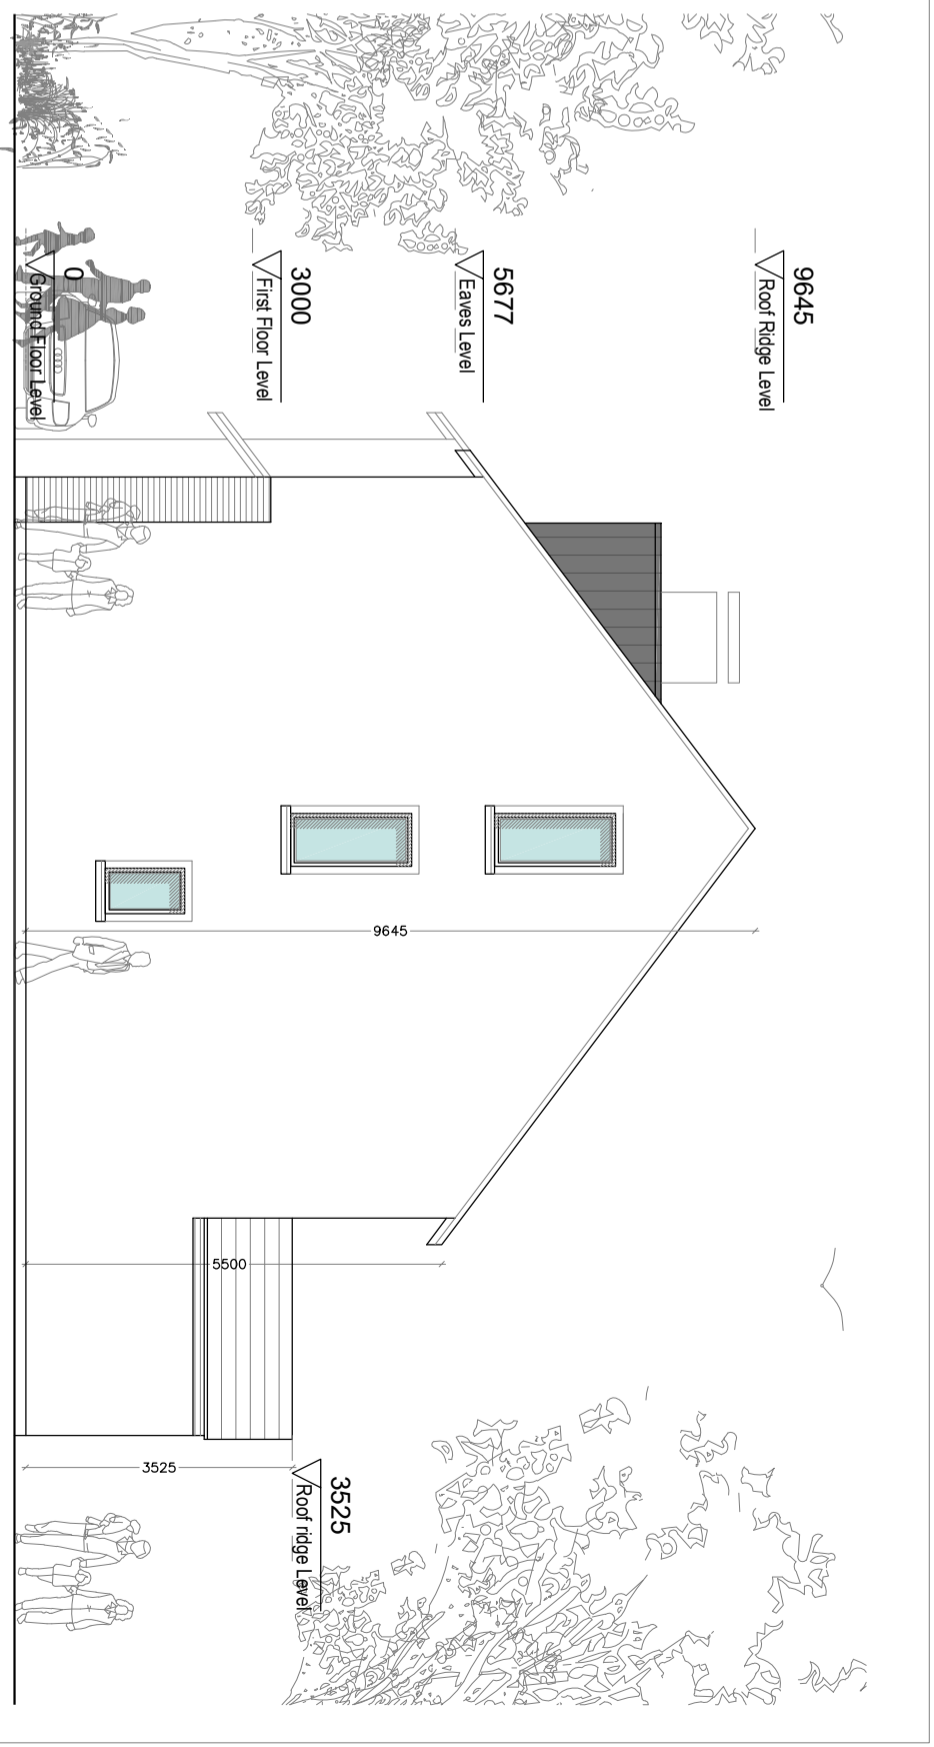 9645
Roof Ridge Level
5677
Eaves Level
3000
First Floor Level
0
Ground Floor Level
9645
5500
3525
3525
Roof ridge Level